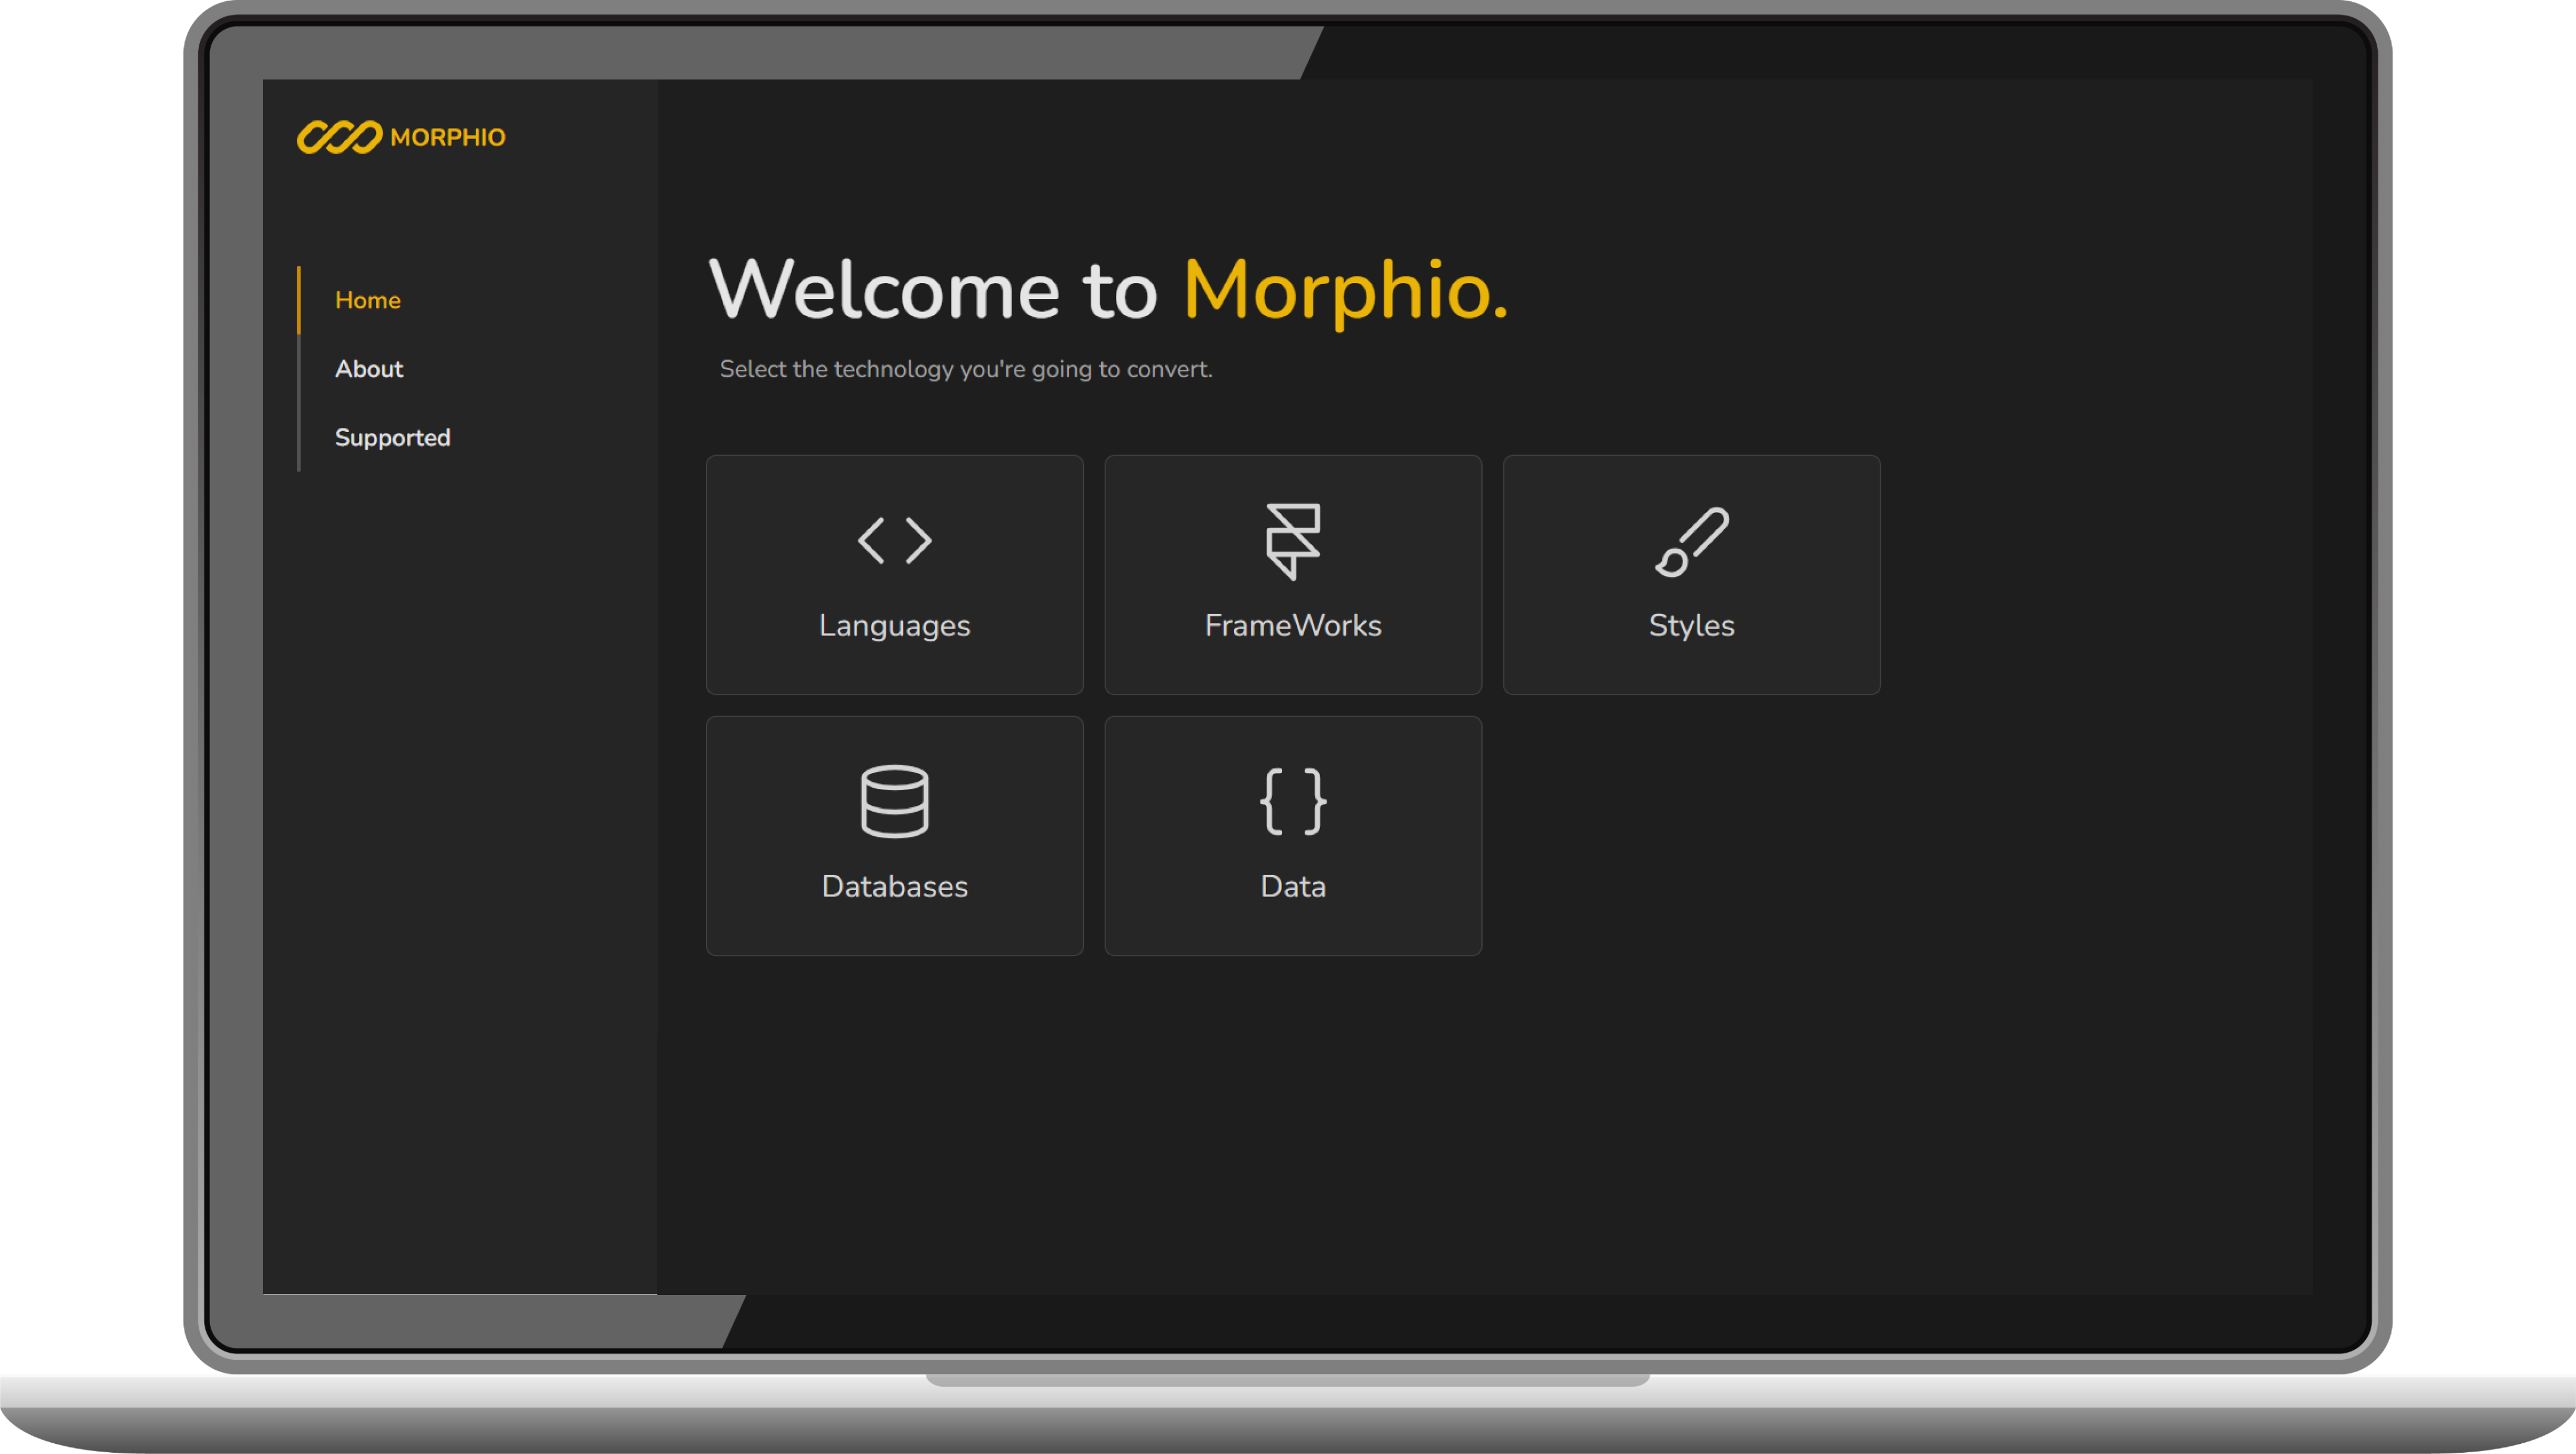 MORPHIO
Home
About
Supported
Welcome to Morphio.
Select the technology you're going to convert.
Languages
FrameWorks
Styles
Databases
Data